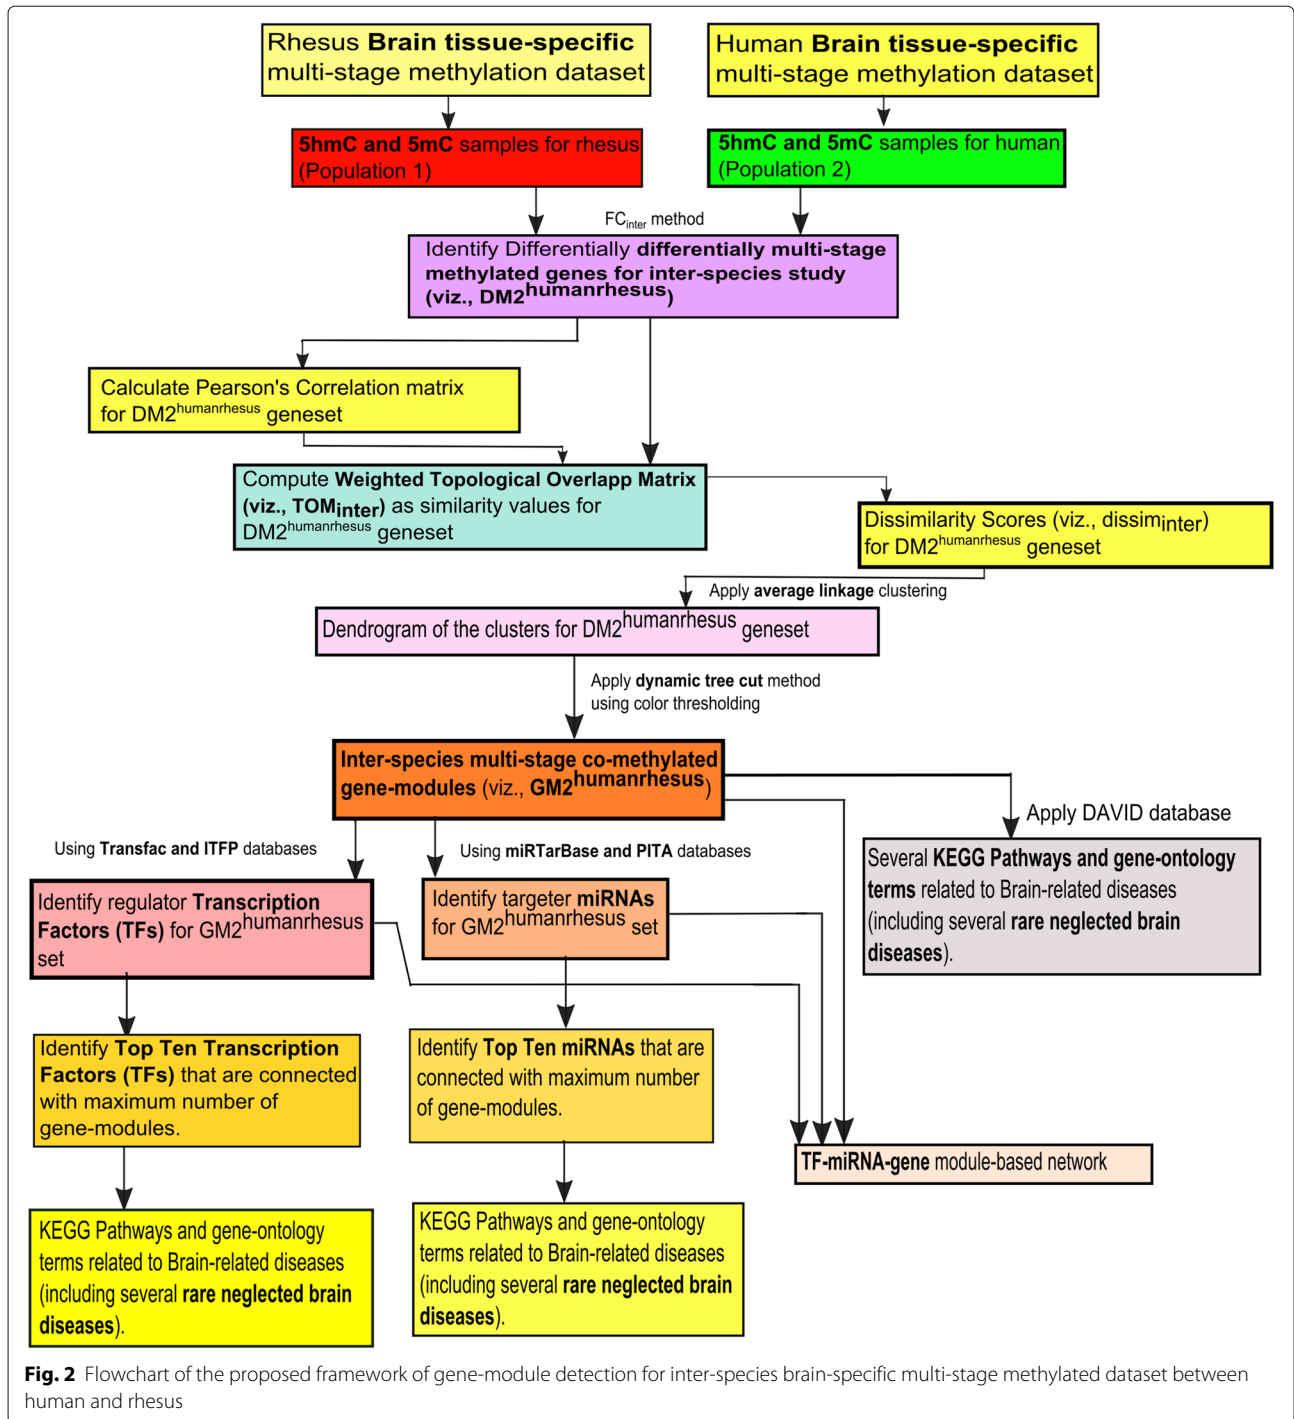 Rhesus Brain tissue-specific
multi-stage methylation dataset
Human Brain tissue-specific
multi-stage methylation dataset
5hmC and 5mC samples for rhesus
(Population 1)
5hmC and 5mC samples for human
(Population 2)
FCinter method
Identify Differentially differentially multi-stage
methylated genes for inter-species study
(viz., DM2humanrhesus)
Calculate Pearson's Correlation matrix
for DM2humanrhesus geneset
Compute Weighted Topological Overlapp Matrix
(viz., TOMinter) as similarity values for
DM2humanrhesus geneset
Dissimilarity Scores (viz., dissiminter)
for DM2humanrhesus geneset
Apply average linkage clustering
Dendrogram of the clusters for DM2humanrhesus geneset
Apply dynamic tree cut method
using color thresholding
Inter-species multi-stage co-methylated
gene-modules (viz., GM2humanrhesus)
Apply DAVID database
Using Transfac and ITFP databases
Using miRTarBase and PITA databases
Several KEGG Pathways and gene-ontology
terms related to Brain-related diseases
(including several rare neglected brain
diseases).
Identify regulator Transcription
Factors (TFs) for GM2humanrhesus
set
Identify targeter miRNAs
for GM2humanrhesus set
Identify Top Ten Transcription
Factors (TFs) that are connected
with maximum number of
gene-modules.
Identify Top Ten miRNAs that are
connected with maximum number
of gene-modules.
TF-miRNA-gene module-based network
KEGG Pathways and gene-ontology
terms related to Brain-related diseases
(including several rare neglected brain
diseases).
KEGG Pathways and gene-ontology
terms related to Brain-related diseases
(including several rare neglected brain
diseases).
Fig. 2 Flowchart of the proposed framework of gene-module detection for inter-species brain-specific multi-stage methylated dataset between
human and rhesus